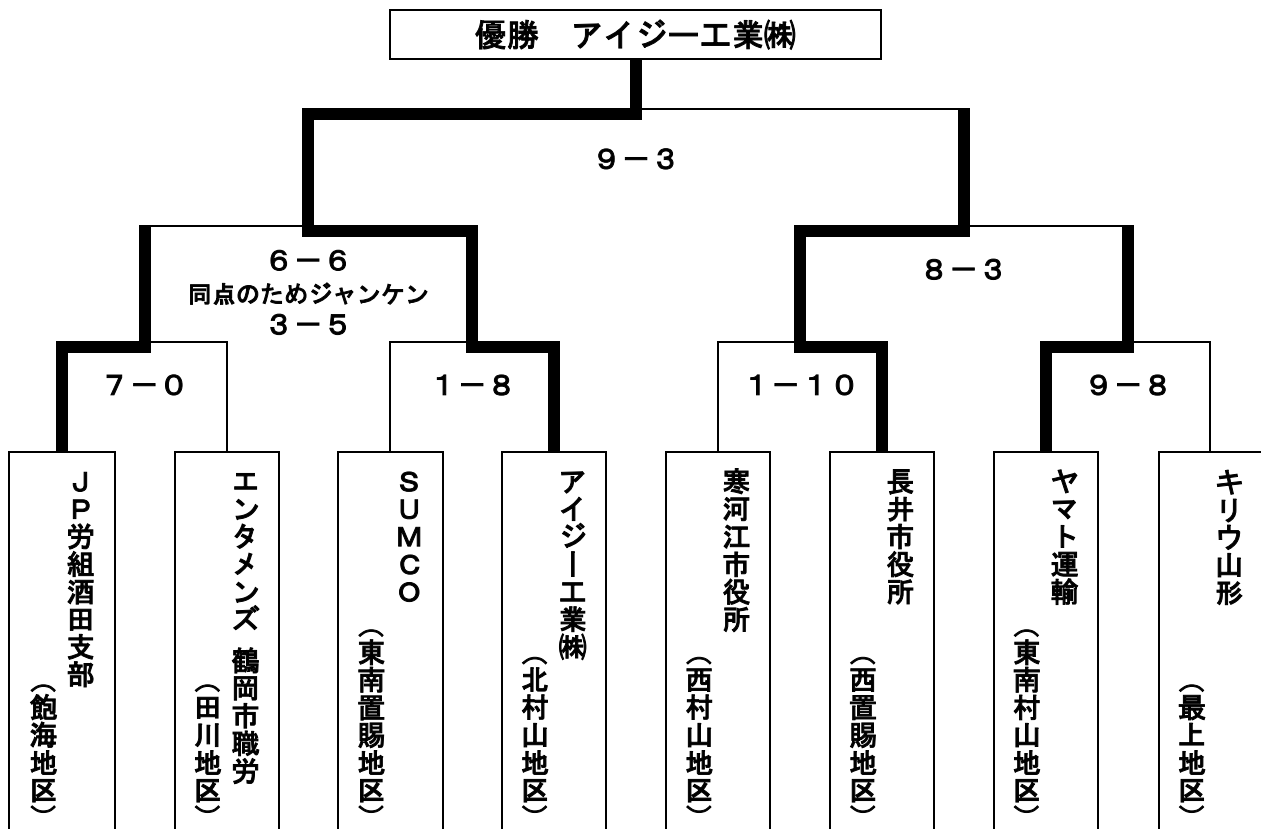 優勝　アイジー工業㈱
９－３
６－６
同点のためジャンケン
３－５
８－３
７－０
１－８
１－１０
９－８
ＪＰ労組酒田支部
（飽海地区）
エンタメンズ 鶴岡市職労
（田川地区）
ＳＵＭＣＯ
（東南置賜地区）
アイジー工業㈱
（北村山地区）
寒河江市役所
（西村山地区）
長井市役所
（西置賜地区）
ヤマト運輸
（東南村山地区）
キリウ山形
（最上地区）